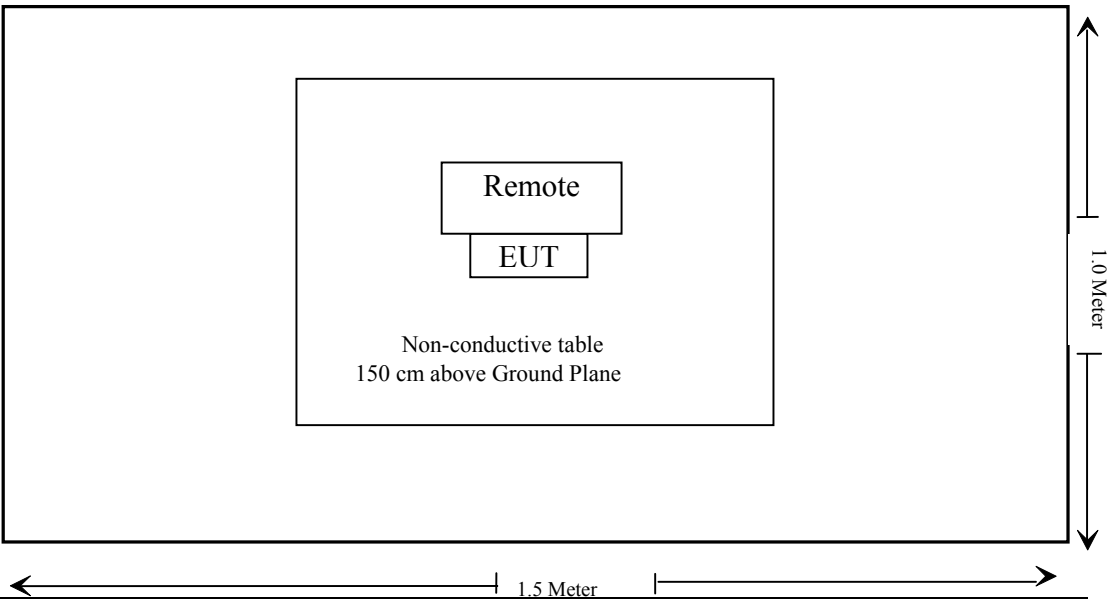 Remote
EUT
1.0 Meter
Non-conductive table
150 cm above Ground Plane
1.5 Meter